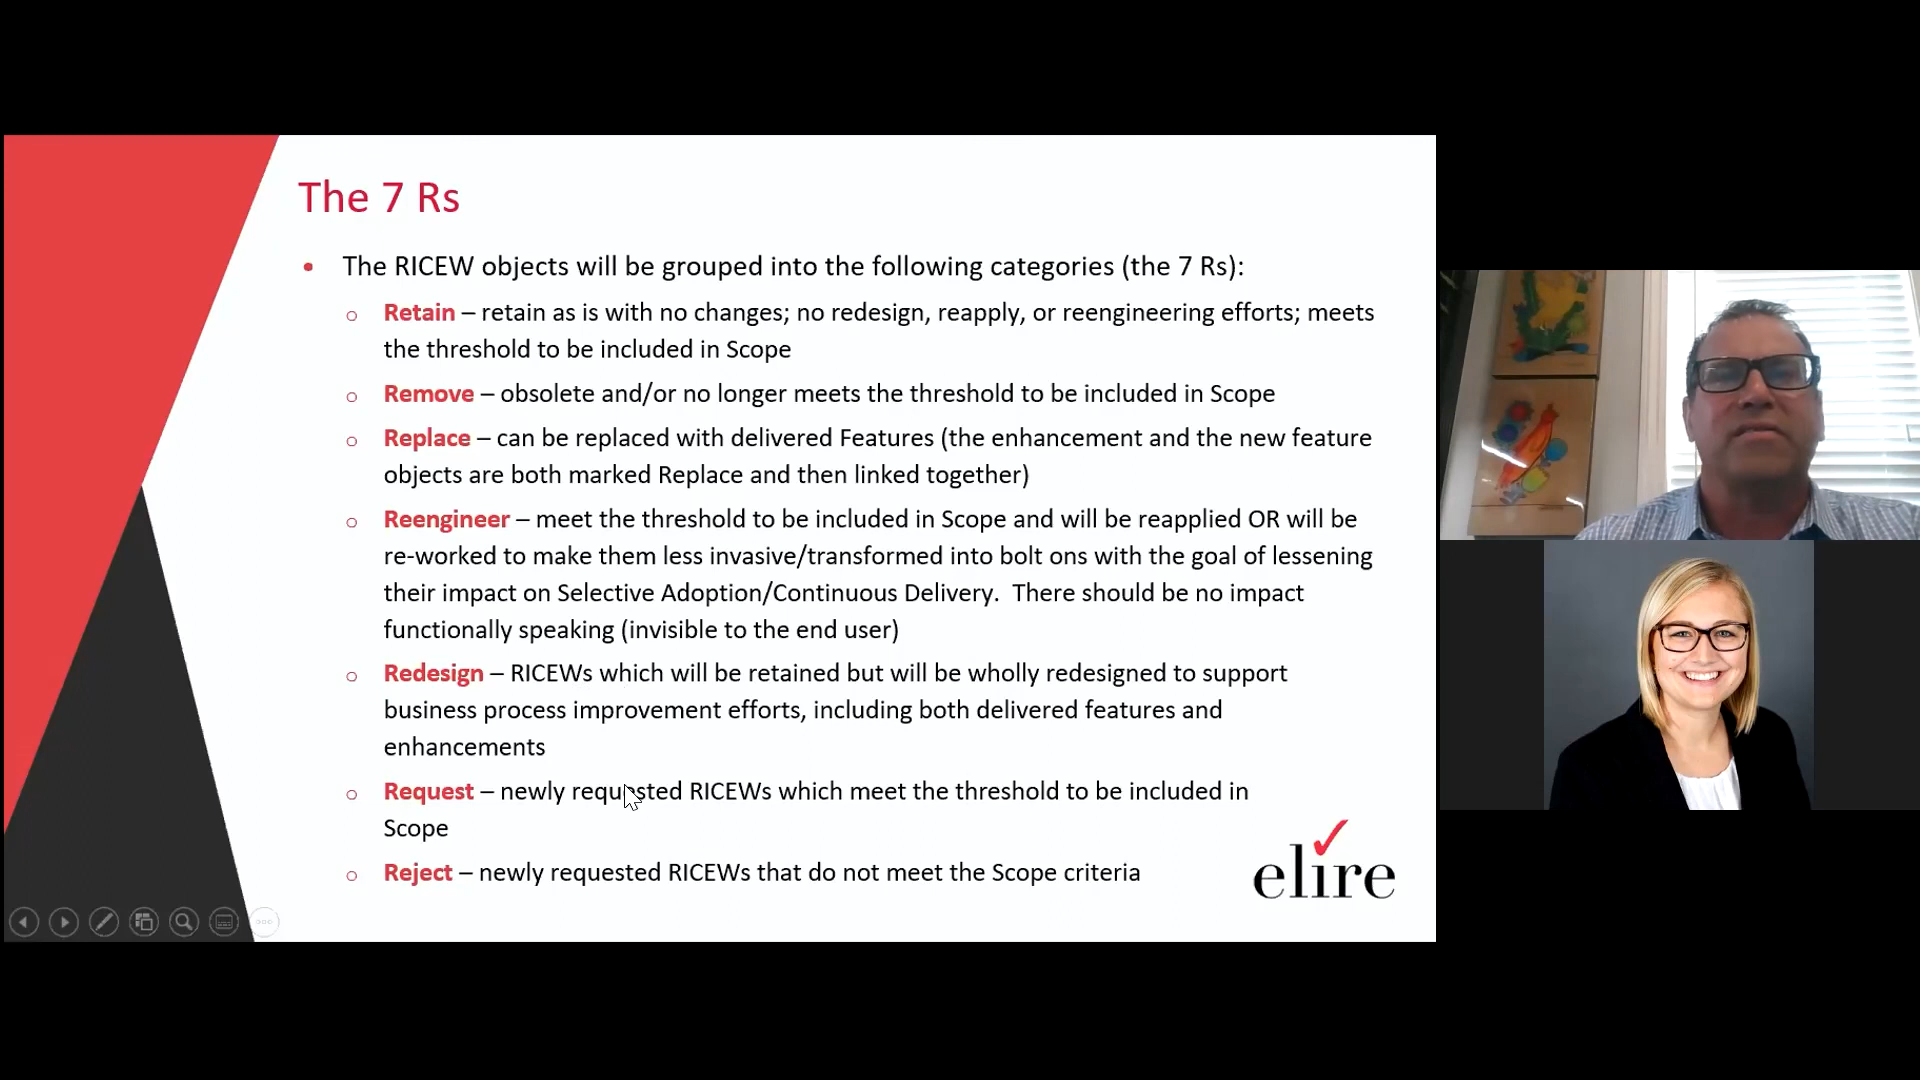 The 7 Rs
• The RICEW objects will be grouped into the following categories (the 7 Rs):
o Retain – retain as is with no changes; no redesign, reapply, or reengineering efforts; meets
the threshold to be included in Scope
o Remove – obsolete and/or no longer meets the threshold to be included in Scope
o Replace – can be replaced with delivered Features (the enhancement and the new feature
objects are both marked Replace and then linked together)
o Reengineer – meet the threshold to be included in Scope and will be reapplied OR will be
re-worked to make them less invasive/transformed into bolt ons with the goal of lessening
their impact on Selective Adoption/Continuous Delivery.  There should be no impact
functionally speaking (invisible to the end user)
o Redesign – RICEWs which will be retained but will be wholly redesigned to support
business process improvement efforts, including both delivered features and
enhancements
o Request – newly requested RICEWs which meet the threshold to be included in
Scope
o Reject – newly requested RICEWs that do not meet the Scope criteria
elire